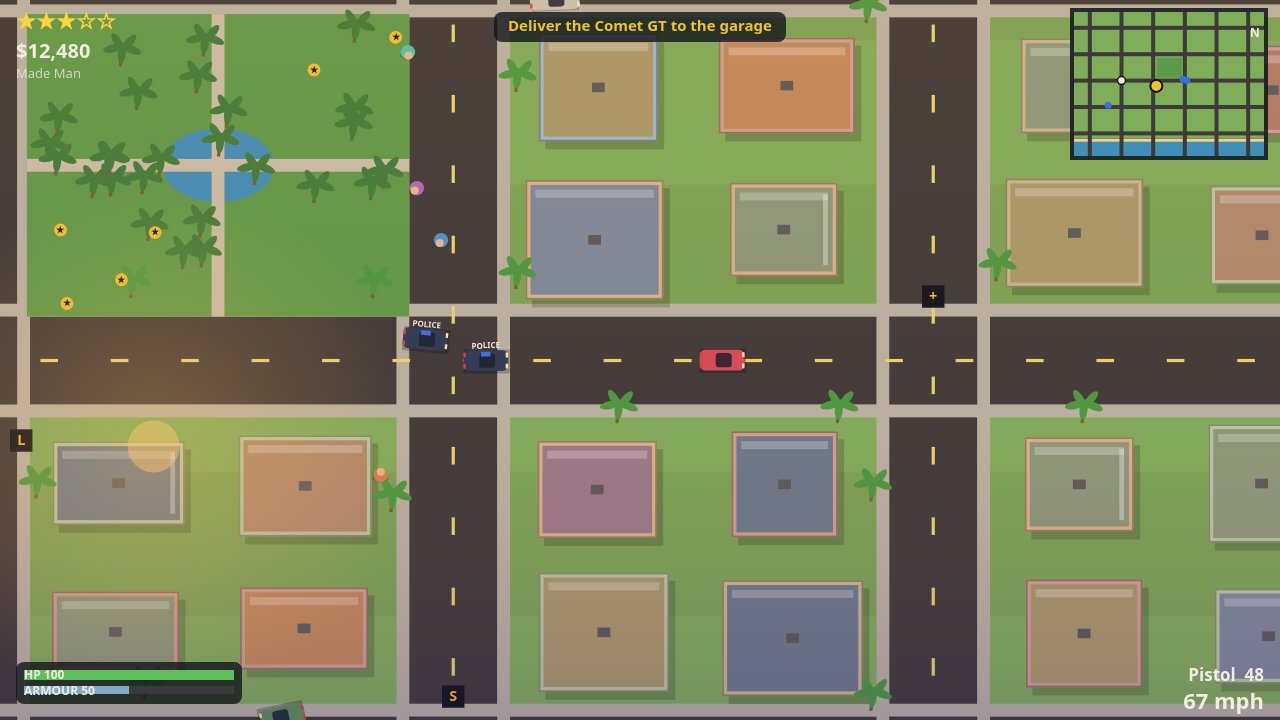 Deliver the Comet GT to the garage
$12,480
Made Man
N
+
POLICE
POLICE
L
HP 100
ARMOUR 50
S
Pistol 48
67 mph